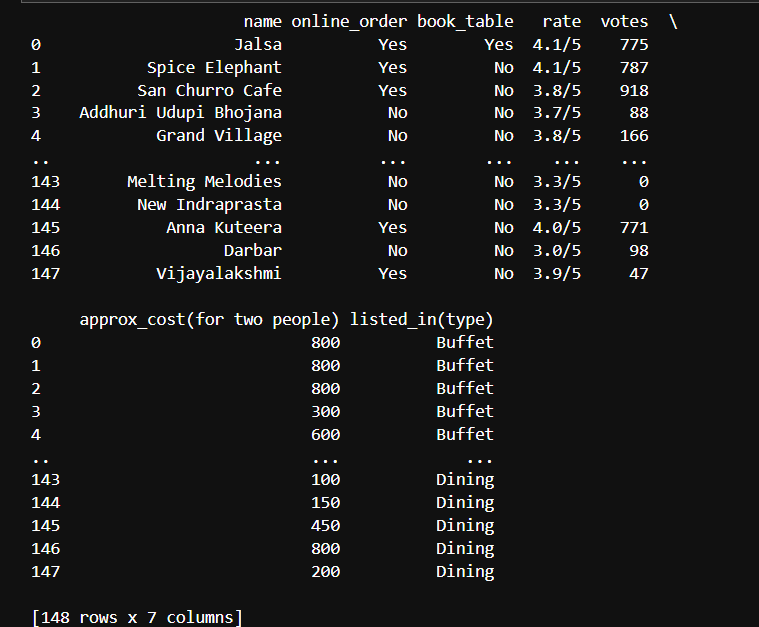 name online_order book_table rate votes \
0 Jalsa Yes Yes 4.1/5 775
1 Spice Elephant Yes No 4.1/5 787
2 San Churro Cafe Yes No 3.8/5 918
3 Addhuri Udupi Bhojana No No 3.7/5 88
4 Grand Village No No 3.8/5 166
.. ... ... ... ... ...
143 Melting Melodies No No 3.3/5 0
144 New Indraprasta No No 3.3/5 0
145 Anna Kuteera Yes No 4.0/5 771
146 Darbar No No 3.0/5 98
147 Vijayalakshmi Yes No 3.9/5 47
approx_cost(for two people) listed_in(type)
0 800 Buffet
1 800 Buffet
2 800 Buffet
3 300 Buffet
4 600 Buffet
.. ... ...
143 100 Dining
144 150 Dining
145 450 Dining
146 800 Dining
147 200 Dining
[148 rows x 7 columns]